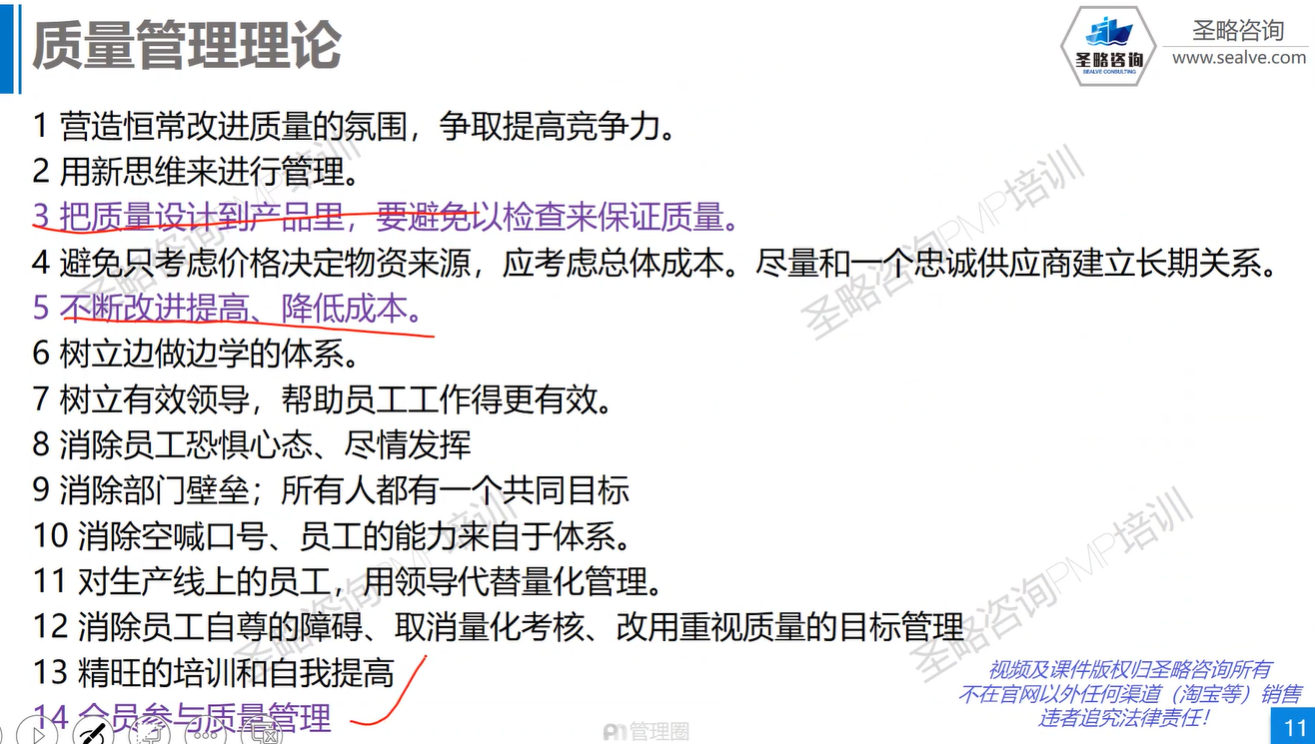 质量管理理论
圣略咨询
SEALVE CONSULTING
圣略咨询
www.sealve.com
1 营造恒常改进质量的氛围，争取提高竞争力。
2 用新思维来进行管理。
3 把质量设计到产品里，要避免以检查来保证质量。
4 避免只考虑价格决定物资来源，应考虑总体成本。尽量和一个忠诚供应商建立长期关系。
5 不断改进提高、降低成本。
6 树立边做边学的体系。
7 树立有效领导，帮助员工工作得更有效。
8 消除员工恐惧心态、尽情发挥
9 消除部门壁垒；所有人都有一个共同目标
10 消除空喊口号、员工的能力来自于体系。
11 对生产线上的员工，用领导代替量化管理。
12 消除员工自尊的障碍、取消量化考核、改用重视质量的目标管理
13 精旺的培训和自我提高
14 全员参与质量管理
圣略咨询PMP培训
圣略咨询PMP培训
圣略咨询PMP培训
圣略咨询PMP培训
视频及课件版权归圣略咨询所有
不在官网以外任何渠道（淘宝等）销售
违者追究法律责任！
管理圈
11